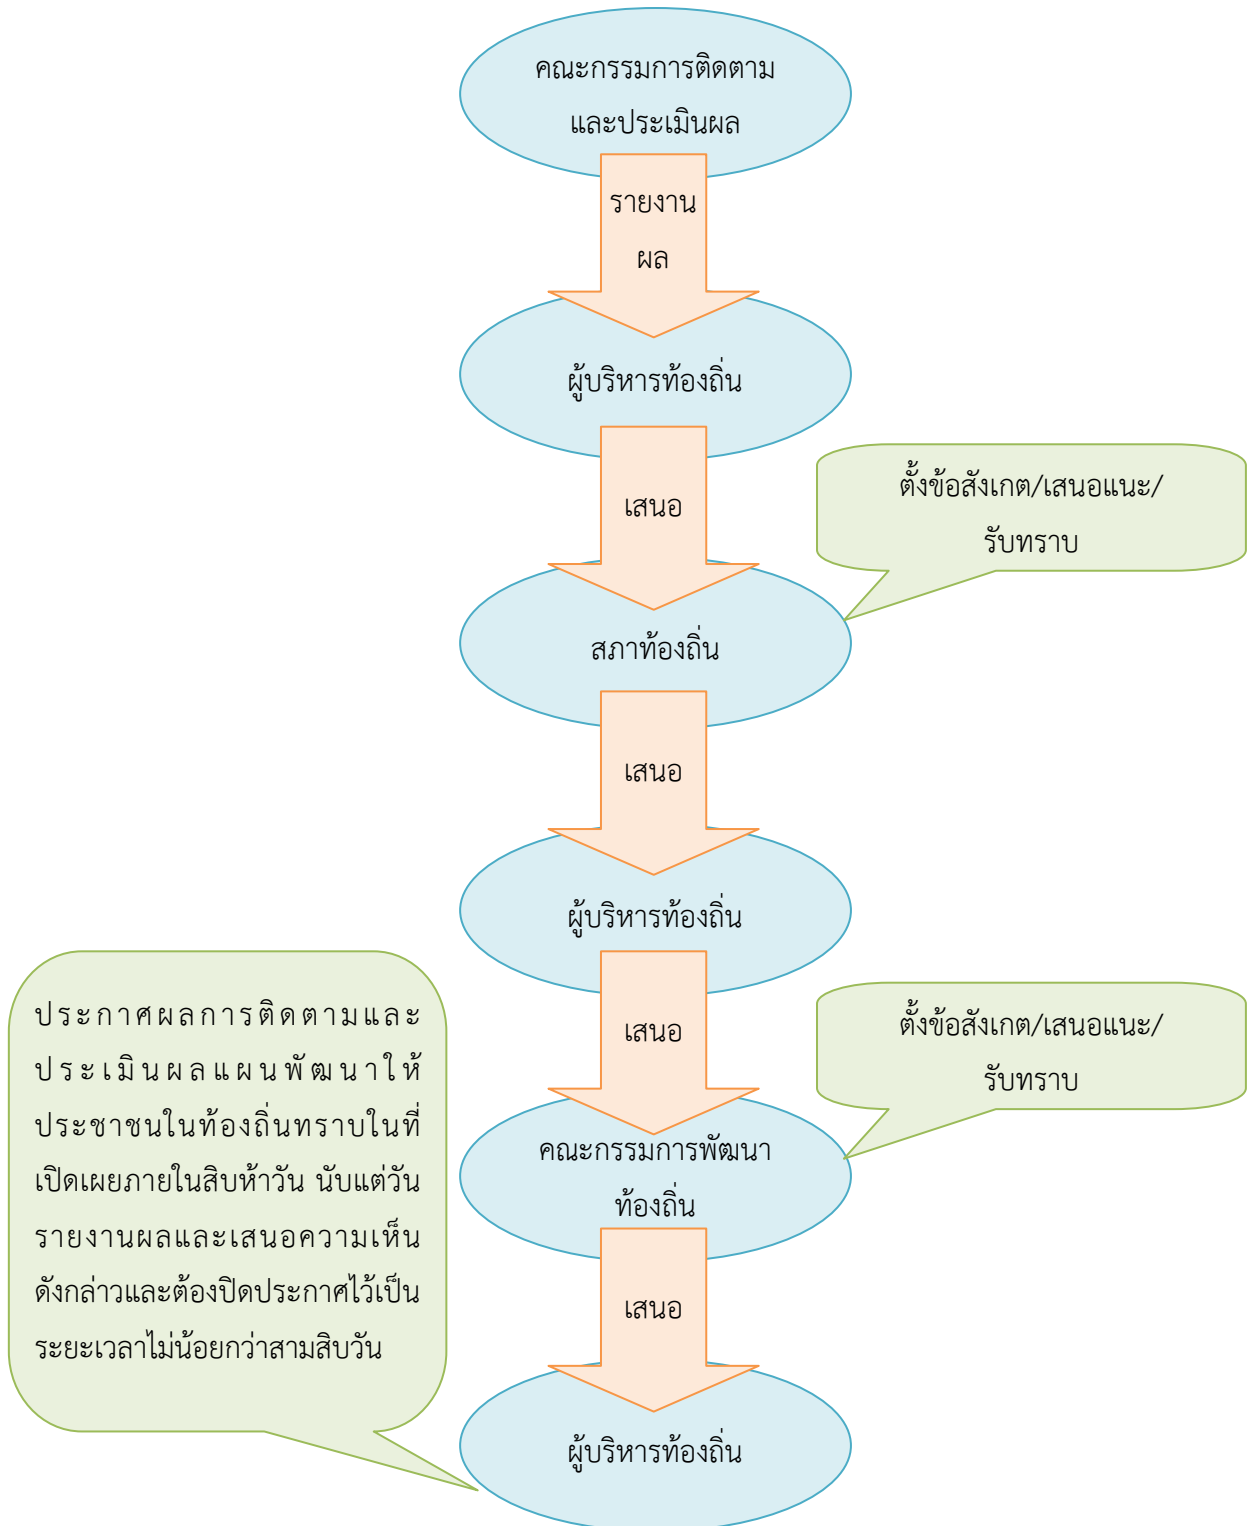 คณะกรรมการติดตาม
และประเมินผล
รายงาน
ผล
ผู้บริหารท้องถิ่น
เสนอ
ตั้งข้อสังเกต/เสนอแนะ/
รับทราบ
สภาท้องถิ่น
เสนอ
ผู้บริหารท้องถิ่น
เสนอ
ตั้งข้อสังเกต/เสนอแนะ/
รับทราบ
คณะกรรมการพัฒนา
ท้องถิ่น
เสนอ
ประกาศผลการติดตามและ
ประเมินผลแผนพัฒนาให้
ประชาชนในท้องถิ่นทราบในที่
เปิดเผยภายในสิบห้าวัน นับแต่วัน
รายงานผลและเสนอความเห็น
ดังกล่าวและต้องปิดประกาศไว้เป็น
ระยะเวลาไม่น้อยกว่าสามสิบวัน
ผู้บริหารท้องถิ่น